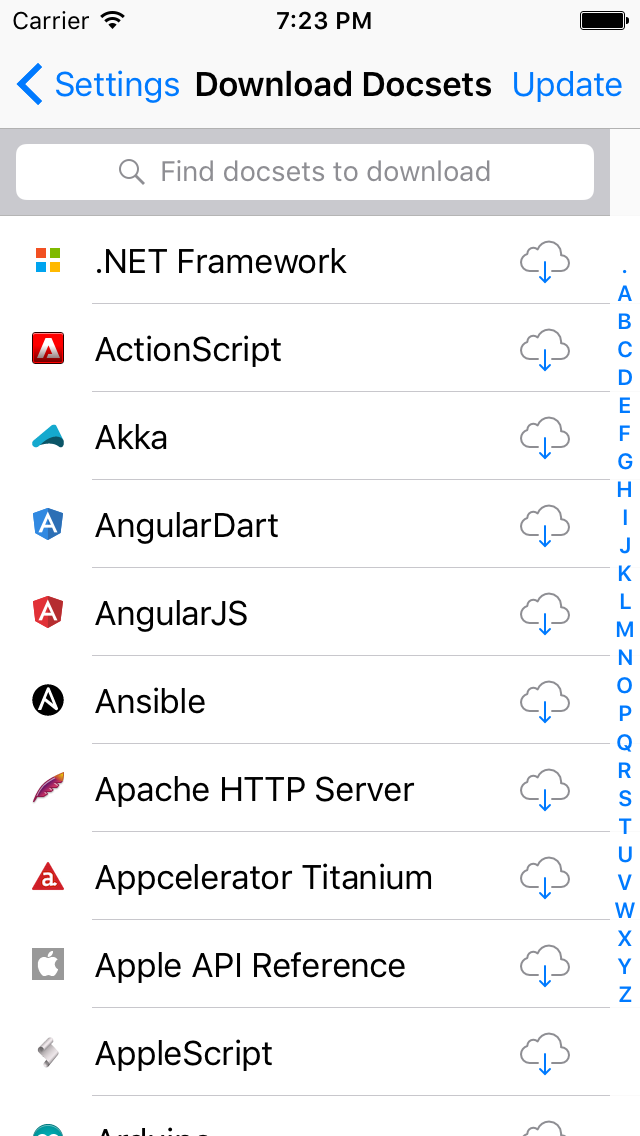 Carrier 7:23 PM
Settings Download Docsets Update
Find docsets to download
.NET Framework
ActionScript
Akka
AngularDart
AngularJS
Ansible
Apache HTTP Server
Appcelerator Titanium
Apple API Reference
AppleScript
Arduino
.
A
B
C
D
E
F
G
H
I
J
K
L
M
N
O
P
Q
R
S
T
U
V
W
X
Y
Z